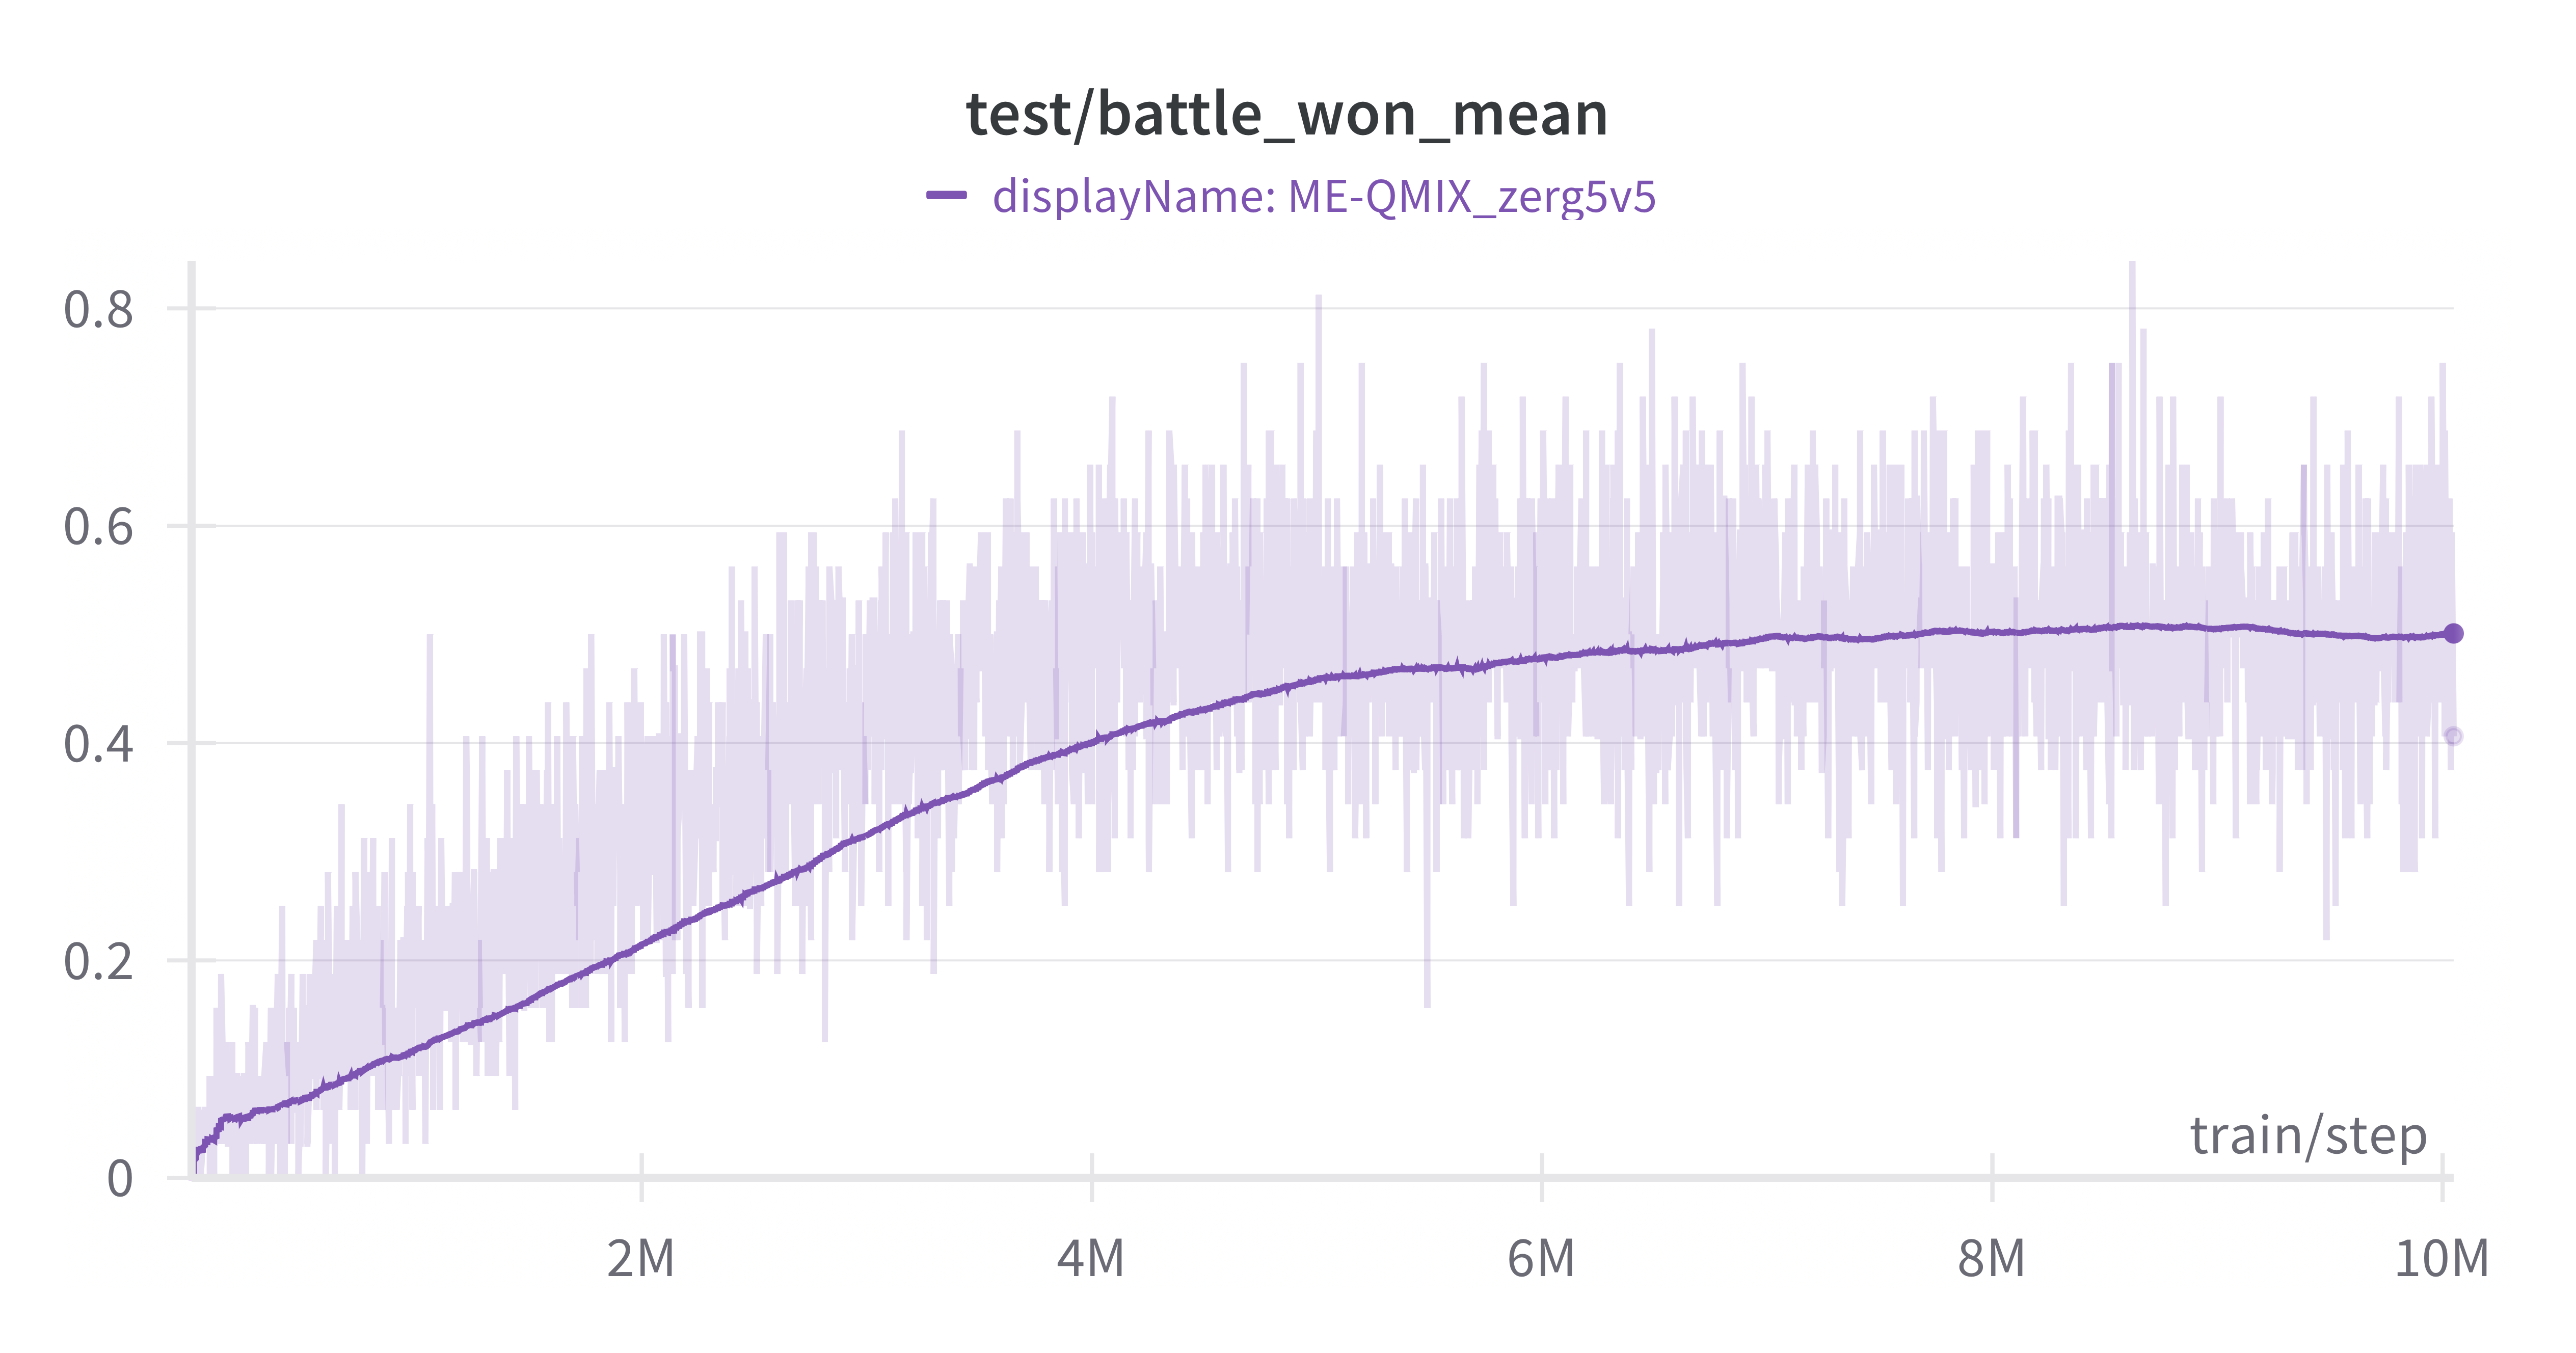 test/battle_won_mean
displayName: ME-QMIX_zerg5v5
0.8
0.6
0.4
0.2
0
train/step
2M 4M 6M 8M 10M